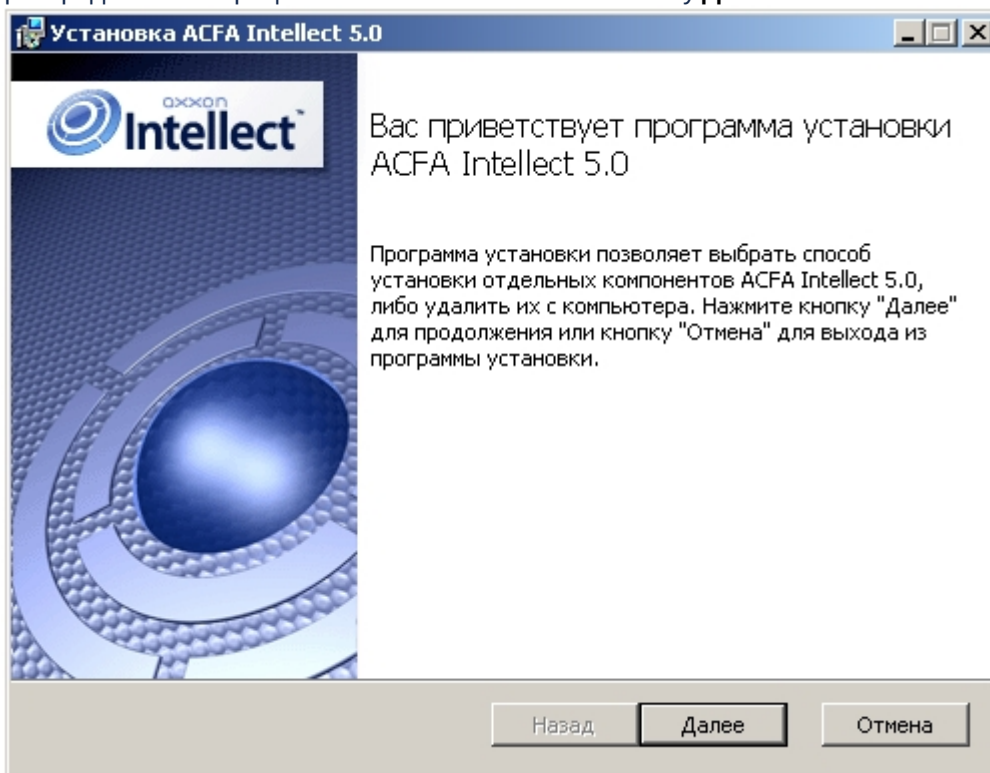 Установка ACFA Intellect 5.0
axxon
Intellect
Вас приветствует программа установки
ACFA Intellect 5.0
Программа установки позволяет выбрать способ
установки отдельных компонентов ACFA Intellect 5.0,
либо удалить их с компьютера. Нажмите кнопку "Далее"
для продолжения или кнопку "Отмена" для выхода из
программы установки.
Назад
Далее
Отмена